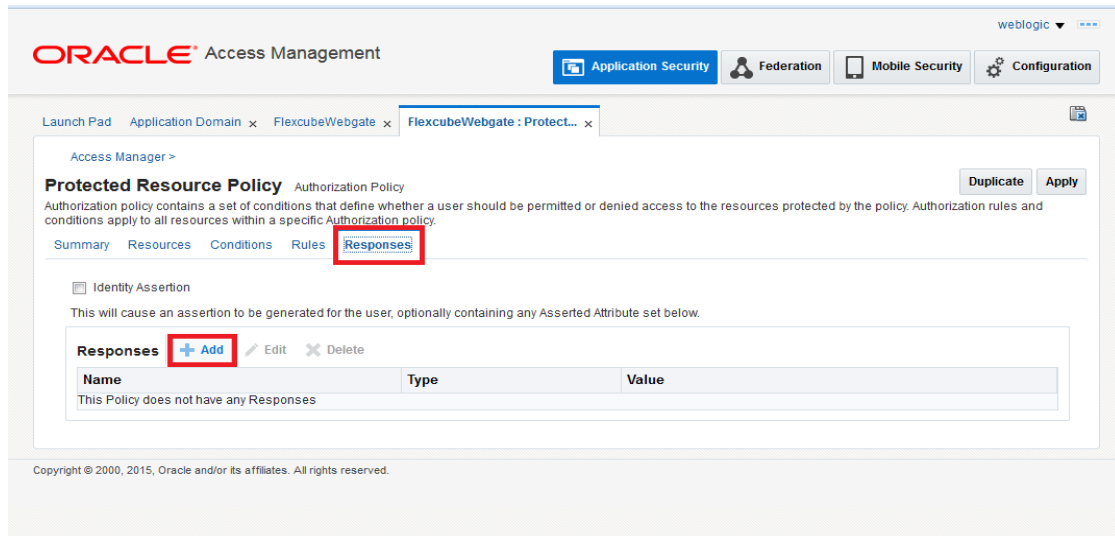 weblogic
ORACLE Access Management
Application Security Federation Mobile Security Configuration
Launch Pad Application Domain x FlexcubeWebgate x FlexcubeWebgate : Protect... x
Access Manager >
Protected Resource Policy Authorization Policy Duplicate Apply
Authorization policy contains a set of conditions that define whether a user should be permitted or denied access to the resources protected by the policy. Authorization rules and
conditions apply to all resources within a specific Authorization policy.
Summary Resources Conditions Rules Responses
Identity Assertion
This will cause an assertion to be generated for the user, optionally containing any Asserted Attribute set below.
Responses Add Edit Delete
Name Type Value
This Policy does not have any Responses
Copyright © 2000, 2015, Oracle and/or its affiliates. All rights reserved.